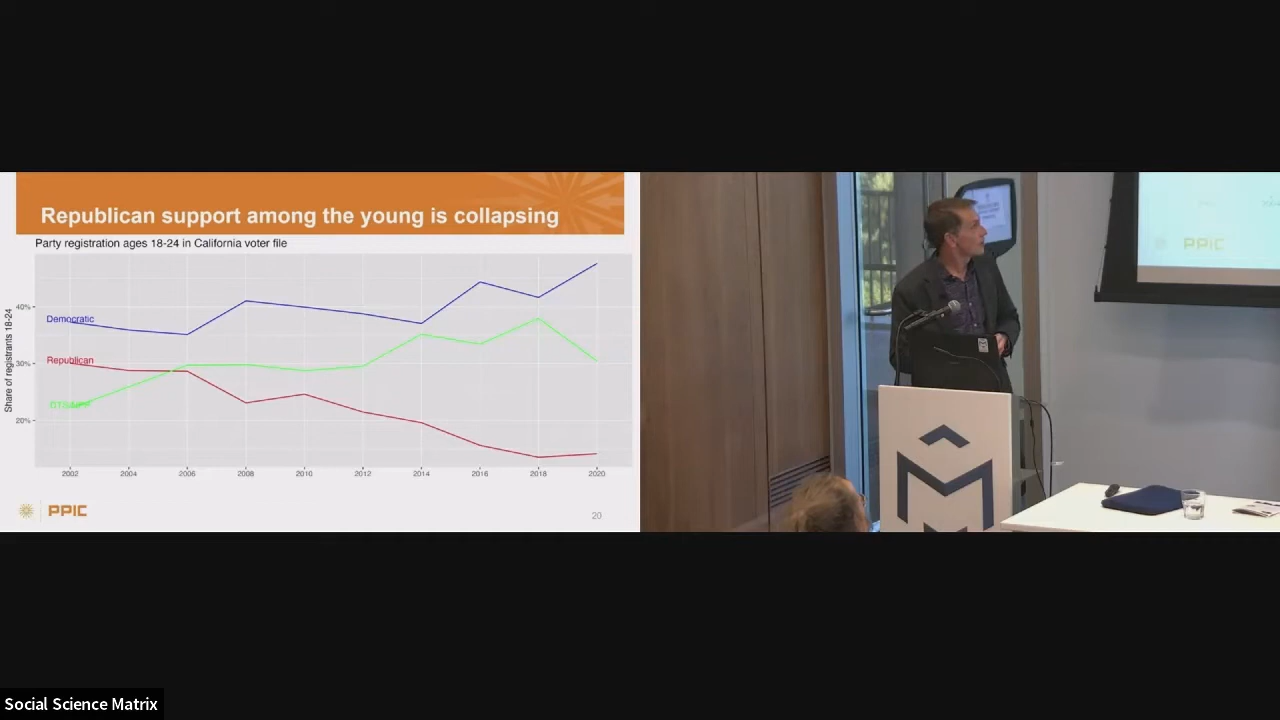 Republican support among the young is collapsing
Party registration ages 18-24 in California voter file
Share of registrants 18-24
40%
30%
20%
Democratic
Republican
2002 2004 2006 2008 2010 2012 2014 2016 2018 2020
PPIC
20
PPIC
Social Science Matrix